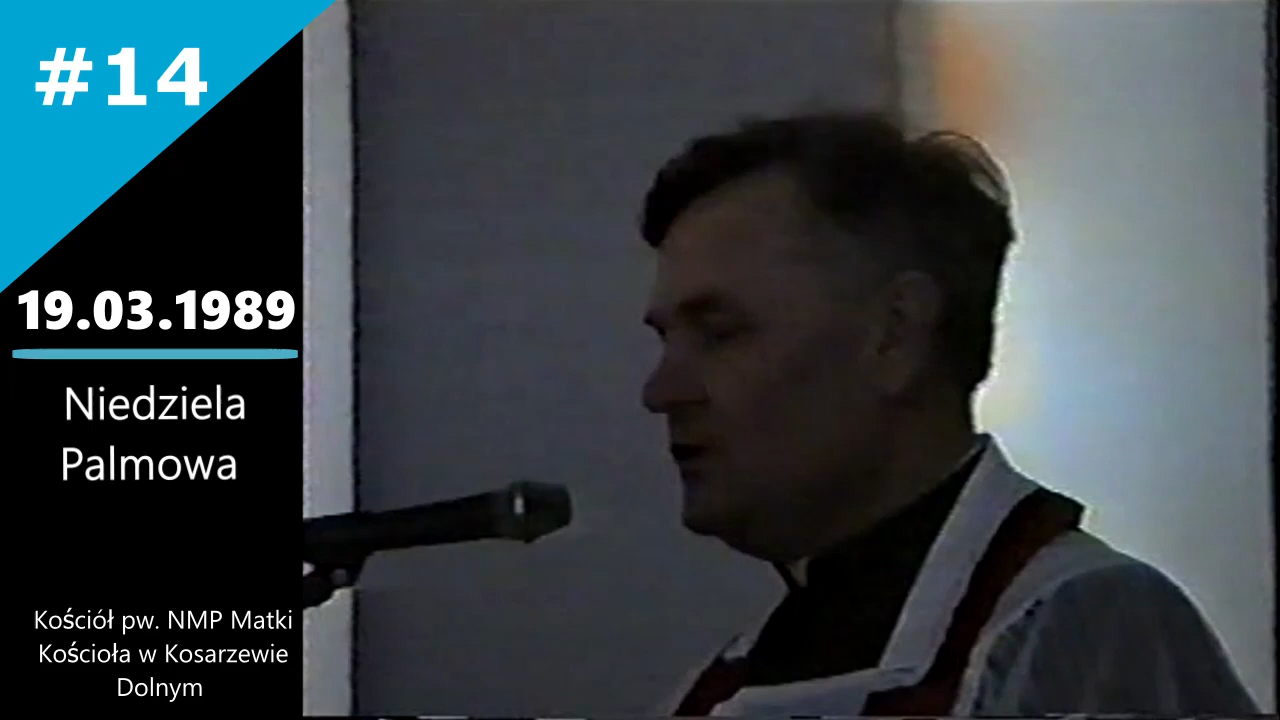 #14
19.03.1989
Niedziela
Palmowa
Kościół pw. NMP Matki
Kościoła w Kosarzewie
Dolnym